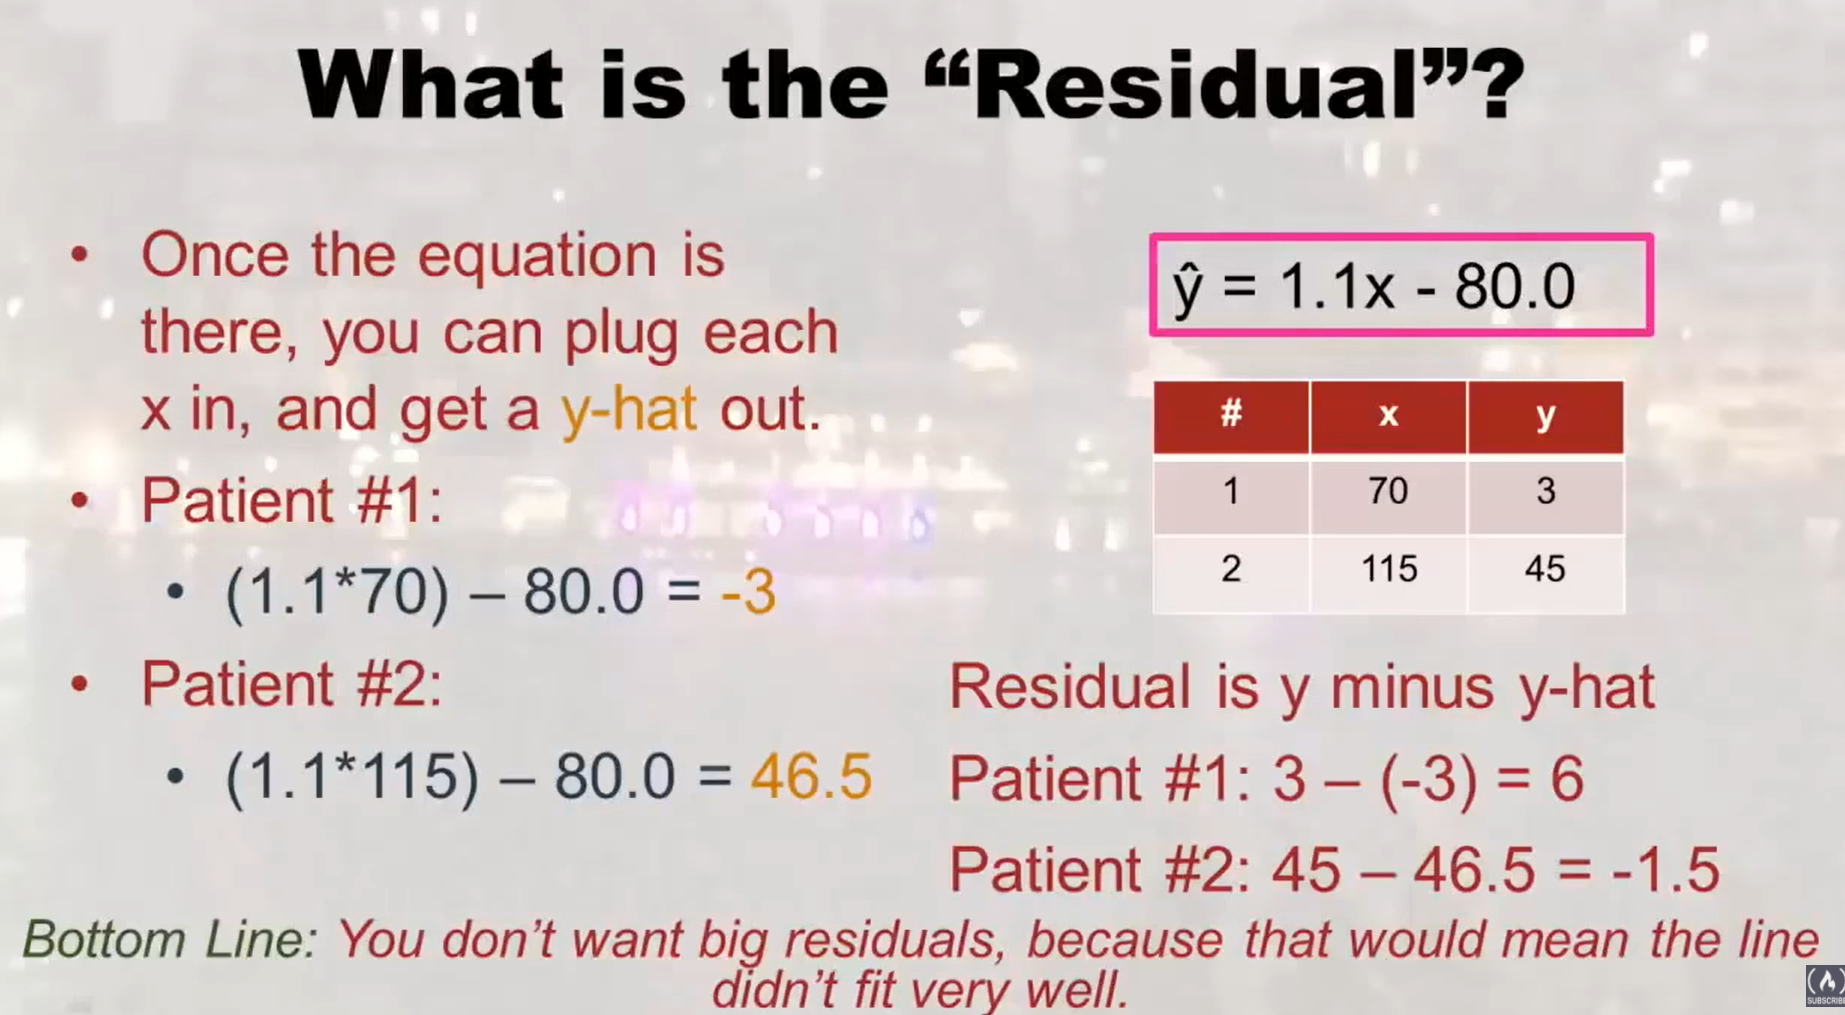 What is the “Residual”?
• Once the equation is
there, you can plug each
x in, and get a y-hat out.
• Patient #1:
• (1.1*70) – 80.0 = -3
• Patient #2:
• (1.1*115) – 80.0 = 46.5
ŷ = 1.1x - 80.0
# x y
1 70 3
2 115 45
Residual is y minus y-hat
Patient #1: 3 – (-3) = 6
Patient #2: 45 – 46.5 = -1.5
Bottom Line: You don’t want big residuals, because that would mean the line
didn’t fit very well.
SUBSCRIBE